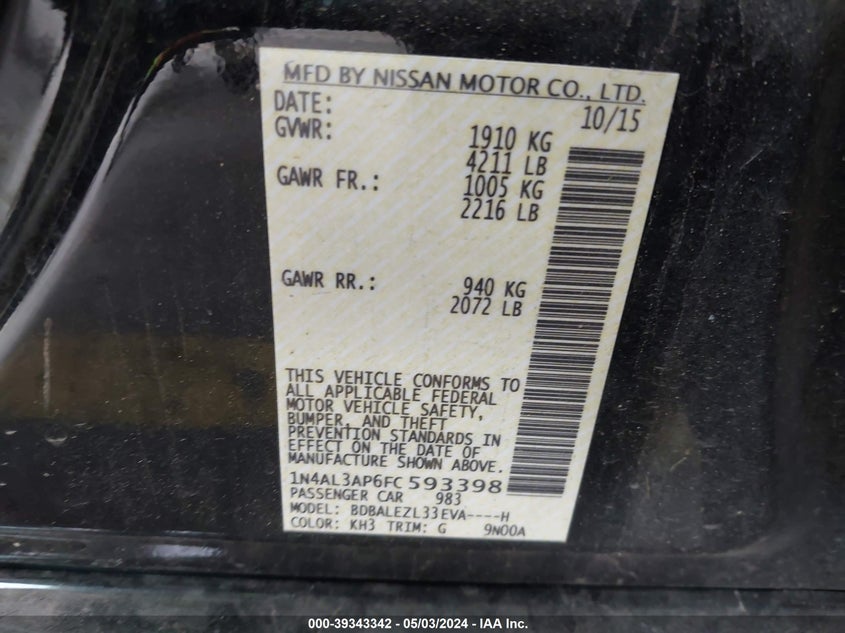 MFD BY NISSAN MOTOR CO., LTD.
DATE: 10/15
GVWR: 1910 KG
4211 LB
GAWR FR.: 1005 KG
2216 LB
GAWR RR.: 940 KG
2072 LB
THIS VEHICLE CONFORMS TO
ALL APPLICABLE FEDERAL
MOTOR VEHICLE SAFETY,
BUMPER, AND THEFT
PREVENTION STANDARDS IN
EFFECT ON THE DATE OF
MANUFACTURE SHOWN ABOVE.
1N4AL3AP6FC593398
PASSENGER CAR 983
MODEL: BDBALEZL33EVA----H
COLOR: KH3 TRIM: G 9N00A
000-39343342 - 05/03/2024 - IAA Inc.